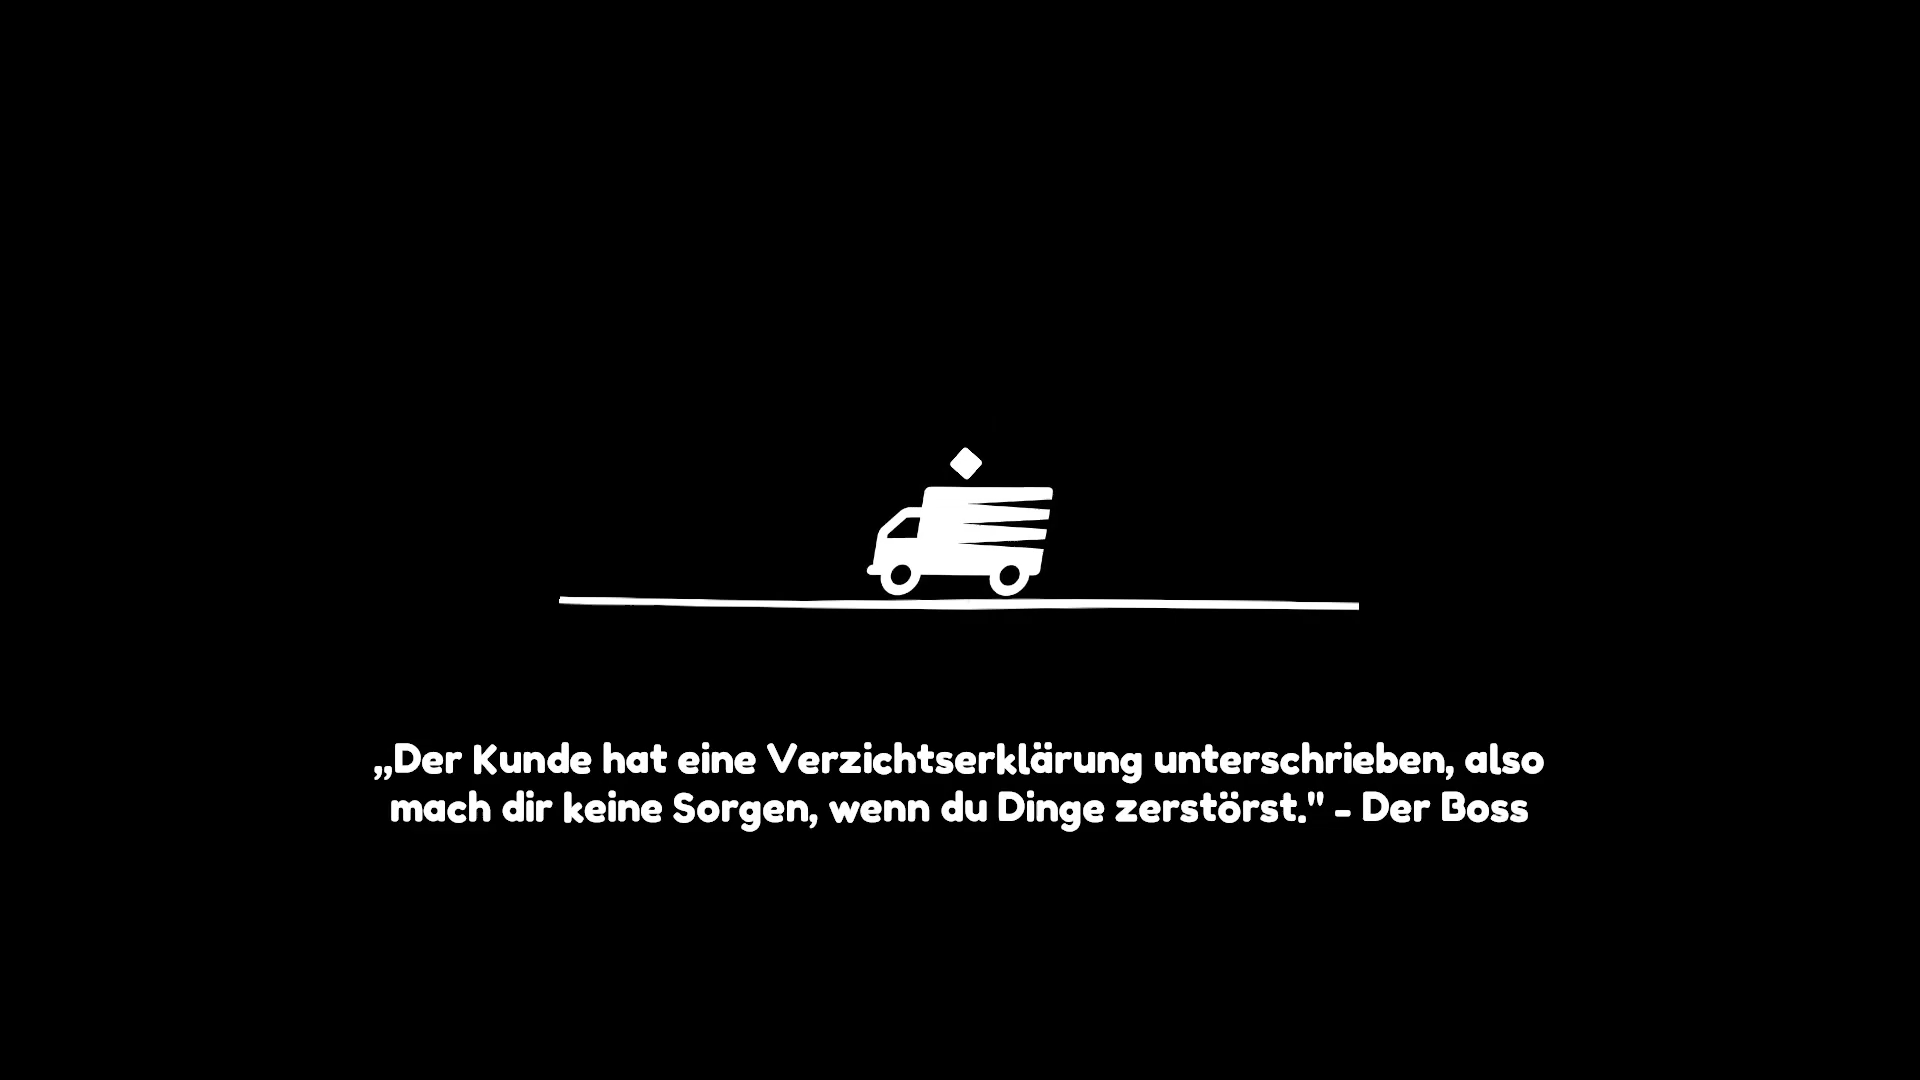 „Der Kunde hat eine Verzichtserklärung unterschrieben, also
mach dir keine Sorgen, wenn du Dinge zerstörst." - Der Boss